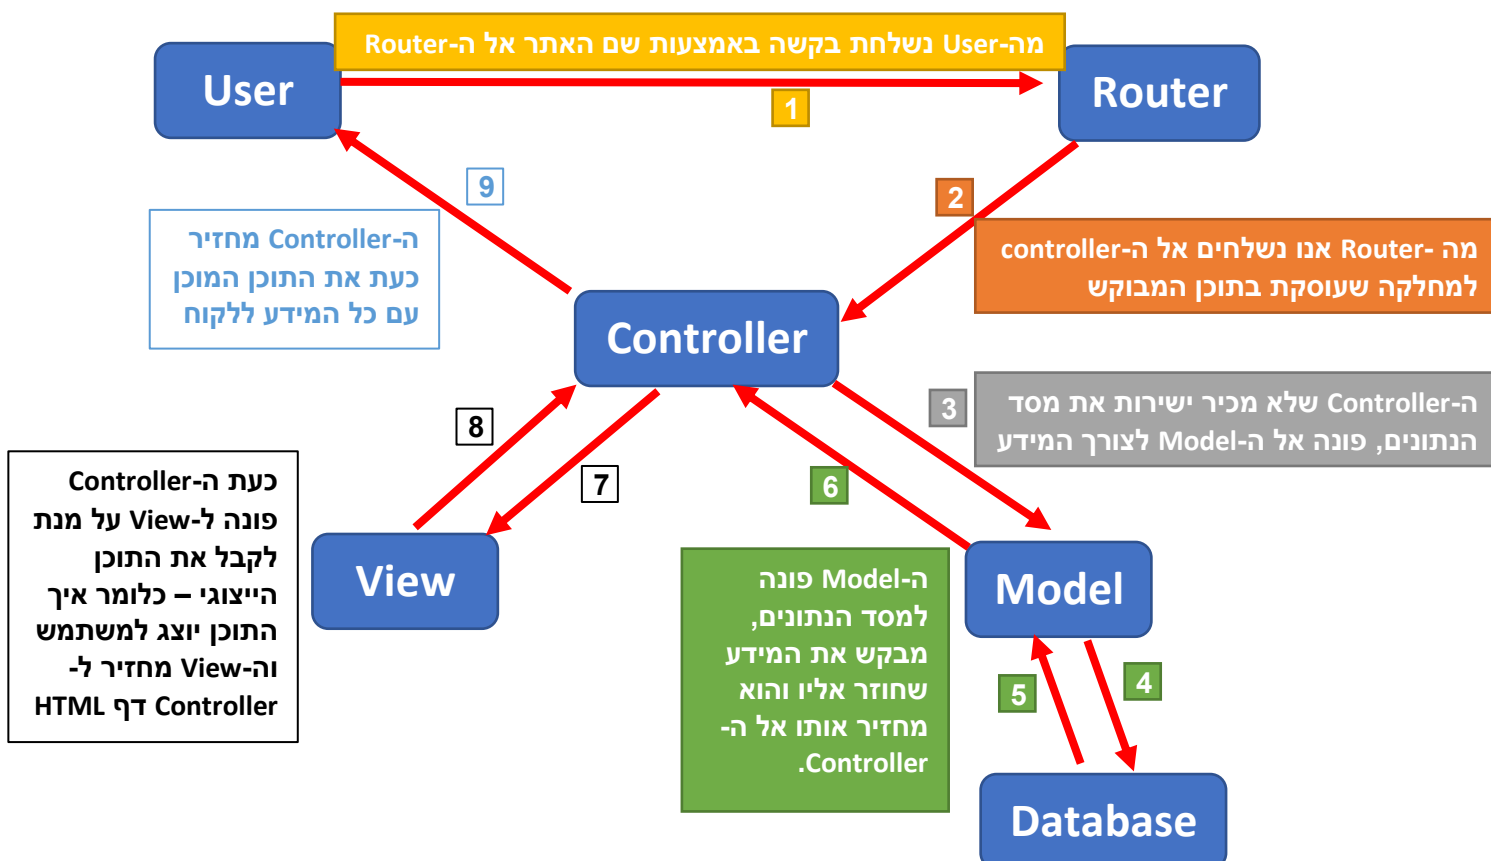 מה-User נשלחת בקשה באמצעות שם האתר אל ה-Router
User
Router
1
9
2
ה-Controller מחזיר
כעת את התוכן המוכן
עם כל המידע ללקוח
מה -Router אנו נשלחים אל ה-controller
למחלקה שעוסקת בתוכן המבוקש
Controller
3
ה-Controller שלא מכיר ישירות את מסד
הנתונים, פונה אל ה-Model לצורך המידע
8
7
6
כעת ה-Controller
פונה ל-View על מנת
לקבל את התוכן
הייצוגי – כלומר איך
התוכן יוצג למשתמש
וה-View מחזיר ל-
Controller דף HTML
View
ה-Model פונה
למסד הנתונים,
מבקש את המידע
שחוזר אליו והוא
מחזיר אותו אל ה-
Controller.
Model
5
4
Database